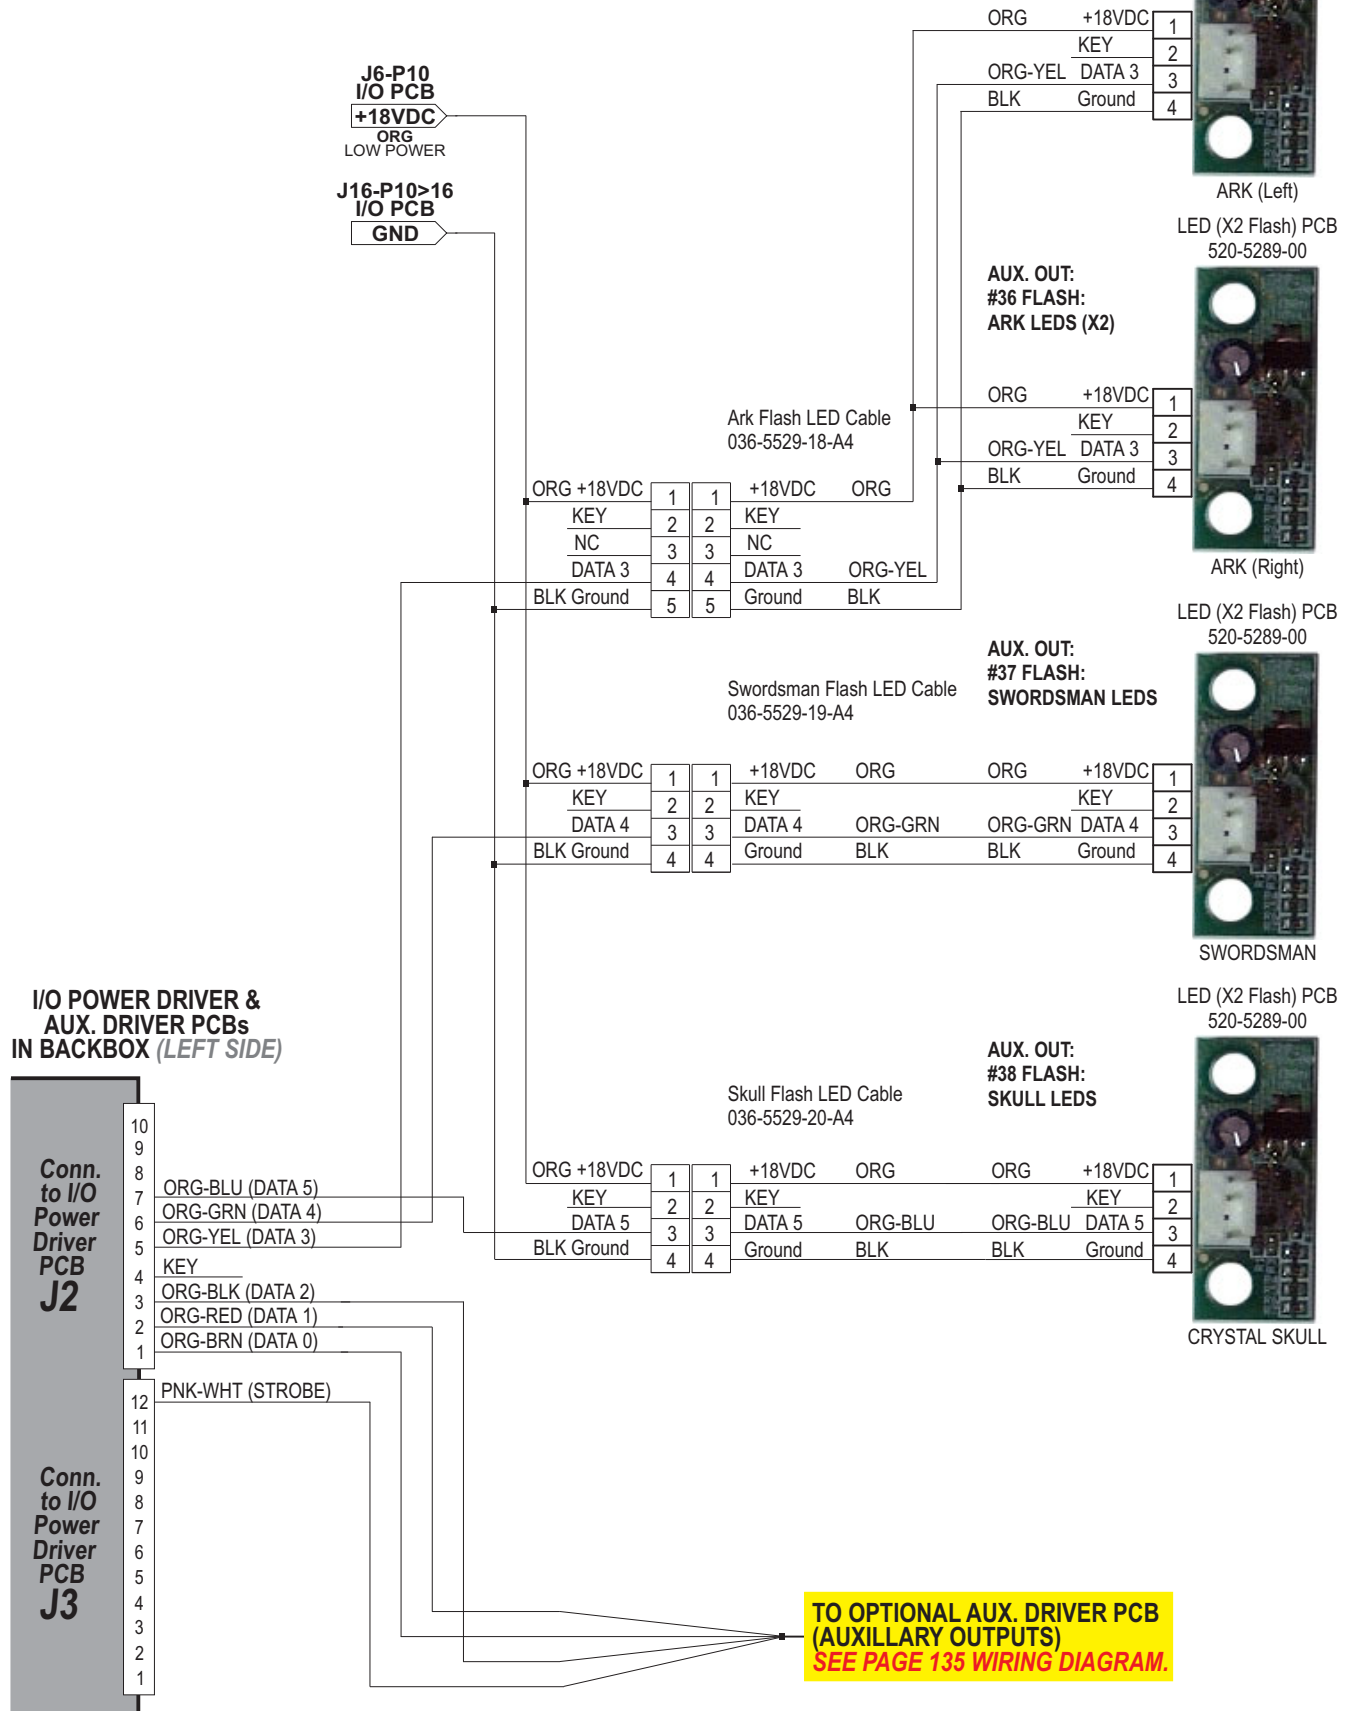 ORG +18VDC 1
KEY 2
ORG-YEL DATA 3 3
BLK Ground 4
ARK (Left)
J6-P10
I/O PCB
+18VDC
ORG
LOW POWER
J16-P10>16
I/O PCB
GND
LED (X2 Flash) PCB
520-5289-00
AUX. OUT:
#36 FLASH:
ARK LEDS (X2)
ORG +18VDC 1
KEY 2
ORG-YEL DATA 3 3
BLK Ground 4
ARK (Right)
Ark Flash LED Cable
036-5529-18-A4
ORG +18VDC 1 1 +18VDC ORG
KEY 2 2 KEY
NC 3 3 NC
DATA 3 4 4 DATA 3 ORG-YEL
BLK Ground 5 5 Ground BLK
LED (X2 Flash) PCB
520-5289-00
AUX. OUT:
#37 FLASH:
SWORDSMAN LEDS
Swordsman Flash LED Cable
036-5529-19-A4
ORG +18VDC 1 1 +18VDC ORG ORG +18VDC 1
KEY 2 2 KEY KEY 2
DATA 4 3 3 DATA 4 ORG-GRN ORG-GRN DATA 4 3
BLK Ground 4 4 Ground BLK BLK Ground 4
SWORDSMAN
LED (X2 Flash) PCB
520-5289-00
AUX. OUT:
#38 FLASH:
SKULL LEDS
Skull Flash LED Cable
036-5529-20-A4
ORG +18VDC 1 1 +18VDC ORG ORG +18VDC 1
KEY 2 2 KEY KEY 2
DATA 5 3 3 DATA 5 ORG-BLU ORG-BLU DATA 5 3
BLK Ground 4 4 Ground BLK BLK Ground 4
CRYSTAL SKULL
I/O POWER DRIVER &
AUX. DRIVER PCBs
IN BACKBOX (LEFT SIDE)
Conn.
to I/O
Power
Driver
PCB
J2
10
9
8
7 ORG-BLU (DATA 5)
6 ORG-GRN (DATA 4)
5 ORG-YEL (DATA 3)
4 KEY
3 ORG-BLK (DATA 2)
2 ORG-RED (DATA 1)
1 ORG-BRN (DATA 0)
Conn.
to I/O
Power
Driver
PCB
J3
12 PNK-WHT (STROBE)
11
10
9
8
7
6
5
4
3
2
1
TO OPTIONAL AUX. DRIVER PCB
(AUXILLARY OUTPUTS)
SEE PAGE 135 WIRING DIAGRAM.